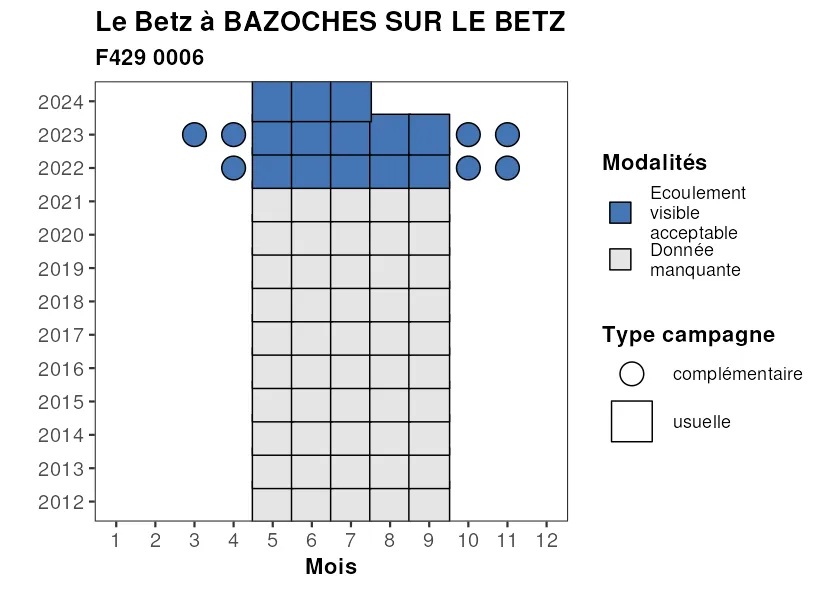 Le Betz à BAZOCHES SUR LE BETZ
F429 0006
2024
2023
2022
2021
2020
2019
2018
2017
2016
2015
2014
2013
2012
1 2 3 4 5 6 7 8 9 10 11 12
Mois
Modalités
Ecoulement
visible
acceptable
Donnée
manquante
Type campagne
complémentaire
usuelle